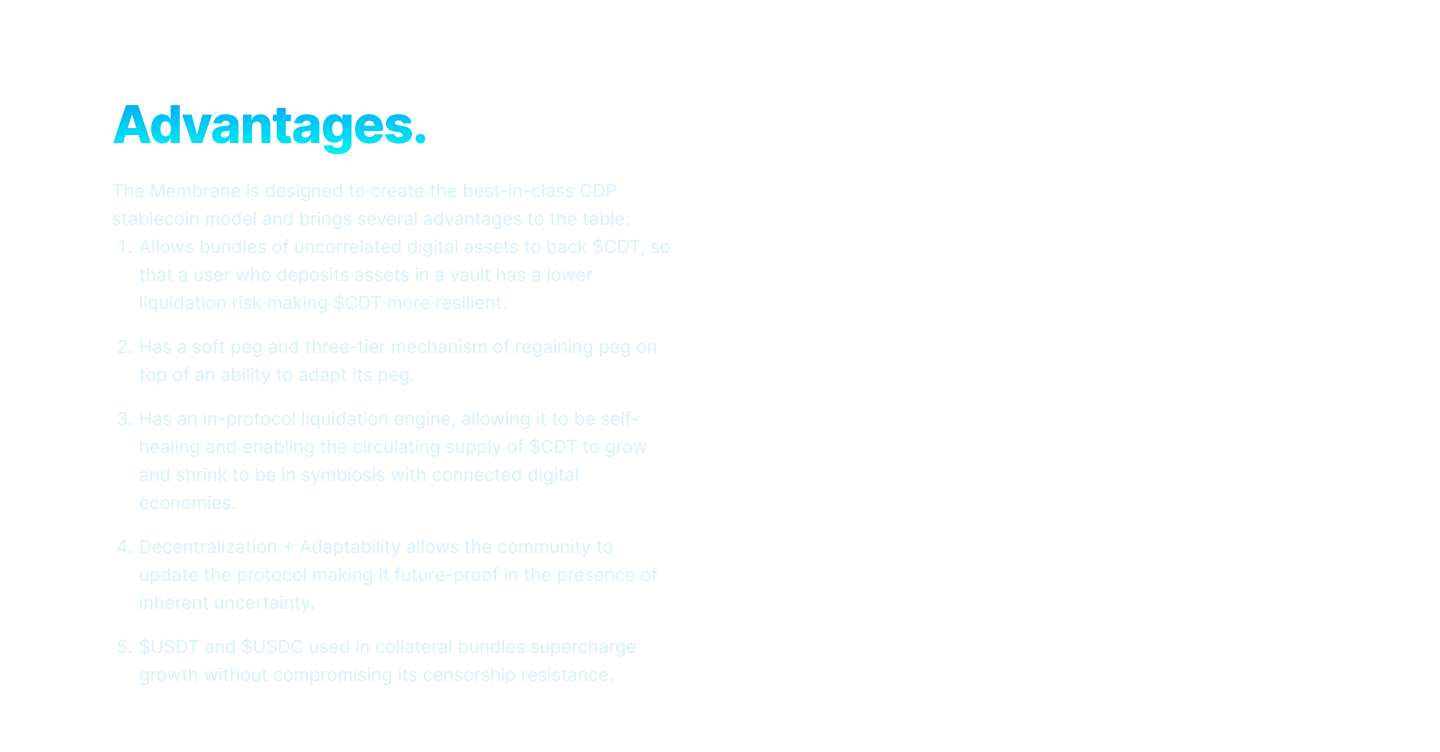 Advantages.
The Membrane is designed to create the best-in-class CDP
stablecoin model and brings several advantages to the table:
1. Allows bundles of uncorrelated digital assets to back $CDT, so
that a user who deposits assets in a vault has a lower
liquidation risk making $CDT more resilient.
2. Has a soft peg and three-tier mechanism of regaining peg on
top of an ability to adapt its peg.
3. Has an in-protocol liquidation engine, allowing it to be self-
healing and enabling the circulating supply of $CDT to grow
and shrink to be in symbiosis with connected digital
economies.
4. Decentralization + Adaptability allows the community to
update the protocol making it future-proof in the presence of
inherent uncertainty.
5. $USDT and $USDC used in collateral bundles supercharge
growth without compromising its censorship resistance.